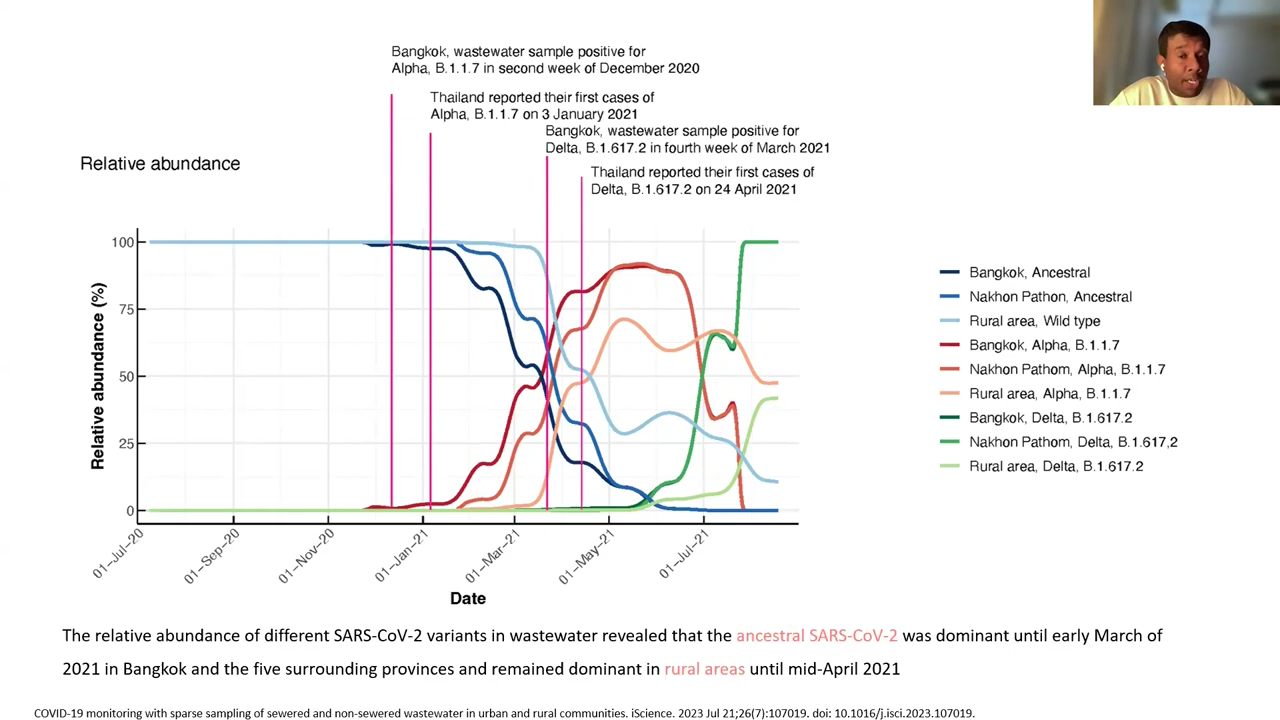 Bangkok, wastewater sample positive for
Alpha, B.1.1.7 in second week of December 2020
Thailand reported their first cases of
Alpha, B.1.1.7 on 3 January 2021
Bangkok, wastewater sample positive for
Delta, B.1.617.2 in fourth week of March 2021
Thailand reported their first cases of
Delta, B.1.617.2 on 24 April 2021
Relative abundance
Relative abundance (%)
100
75
50
25
0
01-Jul-20
01-Sep-20
01-Nov-20
01-Jan-21
01-Mar-21
01-May-21
01-Jul-21
Date
Bangkok, Ancestral
Nakhon Pathon, Ancestral
Rural area, Wild type
Bangkok, Alpha, B.1.1.7
Nakhon Pathom, Alpha, B.1.1.7
Rural area, Alpha, B.1.1.7
Bangkok, Delta, B.1.617.2
Nakhon Pathom, Delta, B.1.617,2
Rural area, Delta, B.1.617.2
The relative abundance of different SARS-CoV-2 variants in wastewater revealed that the ancestral SARS-CoV-2 was dominant until early March of
2021 in Bangkok and the five surrounding provinces and remained dominant in rural areas until mid-April 2021
COVID-19 monitoring with sparse sampling of sewered and non-sewered wastewater in urban and rural communities. iScience. 2023 Jul 21;26(7):107019. doi: 10.1016/j.isci.2023.107019.